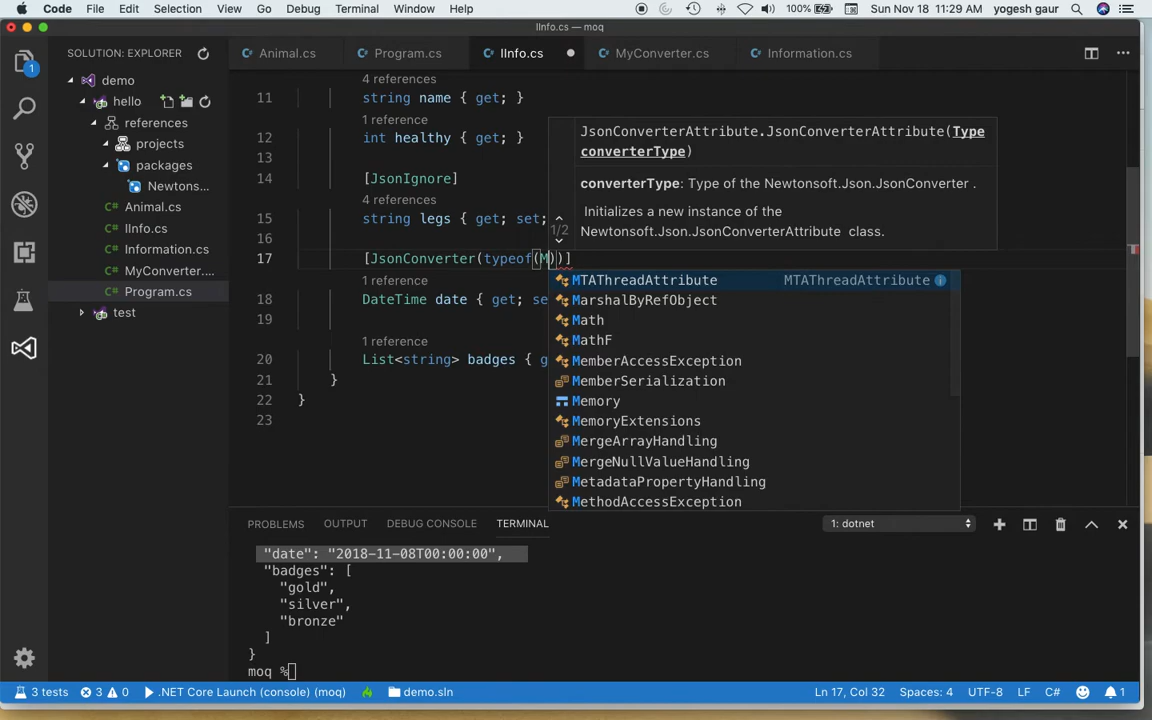 Code File Edit Selection View Go Debug Terminal Window Help 100% Sun Nov 18 11:29 AM yogesh gaur
IInfo.cs — moq
SOLUTION: EXPLORER
Animal.cs Program.cs IInfo.cs MyConverter.cs Information.cs
1
demo
hello
references
projects
packages
Newtons...
Animal.cs
IInfo.cs
Information.cs
MyConverter....
Program.cs
test
4 references
11 string name { get; }
1 reference
12 int healthy { get; }
13
14 [JsonIgnore]
4 references
15 string legs { get; set;
16
17 [JsonConverter(typeof(M))]
1 reference
18 DateTime date { get; se
19
1 reference
20 List<string> badges { g
21 }
22 }
23
1/2
JsonConverterAttribute.JsonConverterAttribute(Type
converterType)
converterType: Type of the Newtonsoft.Json.JsonConverter .
Initializes a new instance of the
Newtonsoft.Json.JsonConverterAttribute class.
MTAThreadAttribute MTAThreadAttribute
MarshalByRefObject
Math
MathF
MemberAccessException
MemberSerialization
Memory
MemoryExtensions
MergeArrayHandling
MergeNullValueHandling
MetadataPropertyHandling
MethodAccessException
PROBLEMS OUTPUT DEBUG CONSOLE TERMINAL 1: dotnet
"date": "2018-11-08T00:00:00",
"badges": [
"gold",
"silver",
"bronze"
]
}
moq %
3 tests 3 0 .NET Core Launch (console) (moq) demo.sln Ln 17, Col 32 Spaces: 4 UTF-8 LF C# 1